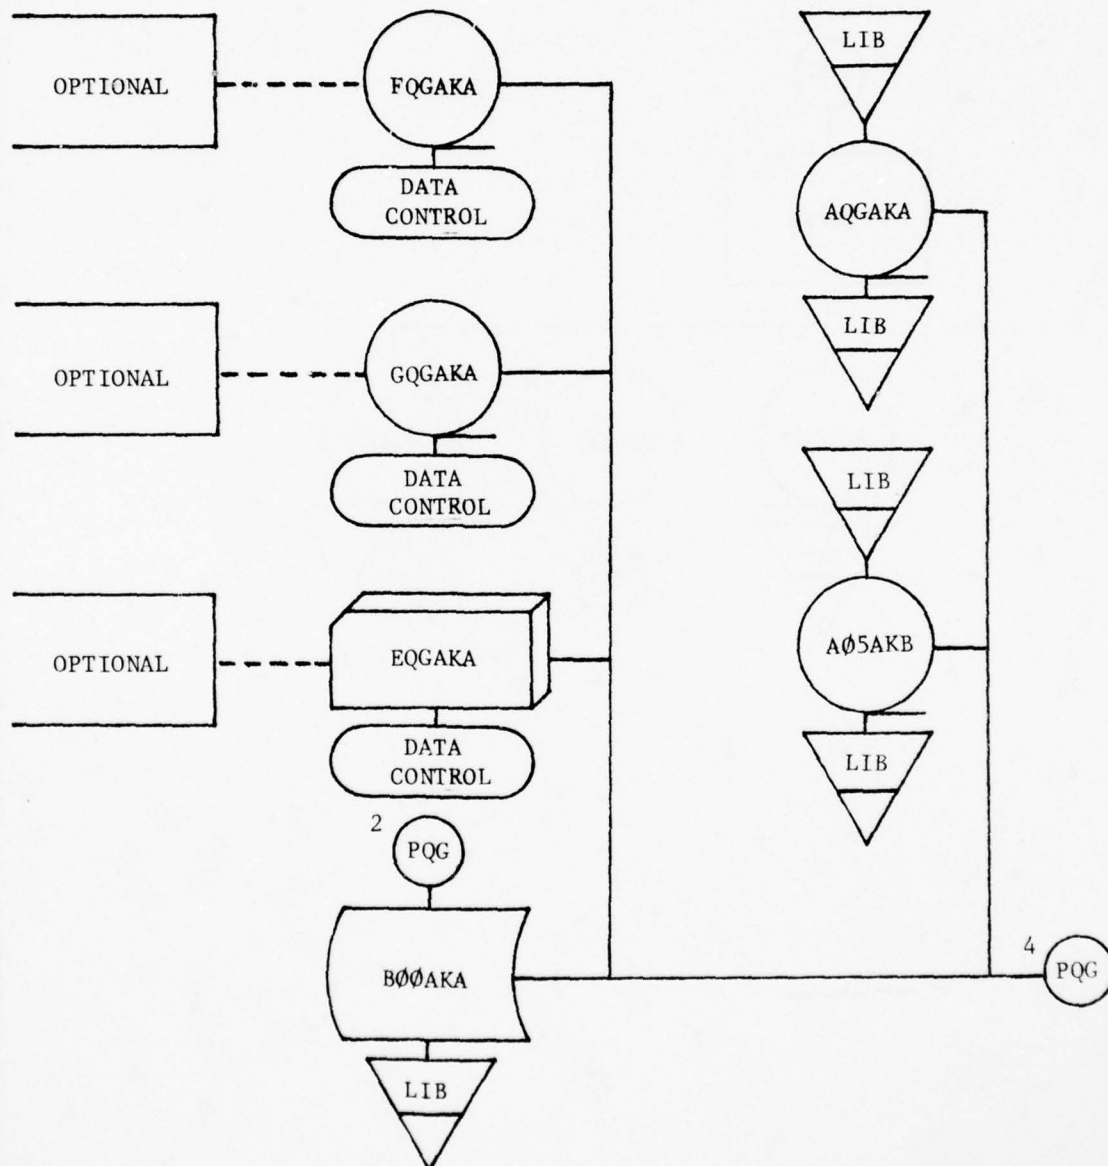 OPTIONAL
FQGAKA
DATA
CONTROL
OPTIONAL
GQGAKA
DATA
CONTROL
OPTIONAL
EQGAKA
DATA
CONTROL
2
PQG
BØØAKA
LIB
LIB
AQGAKA
LIB
LIB
AØ5AKB
LIB
4
PQG